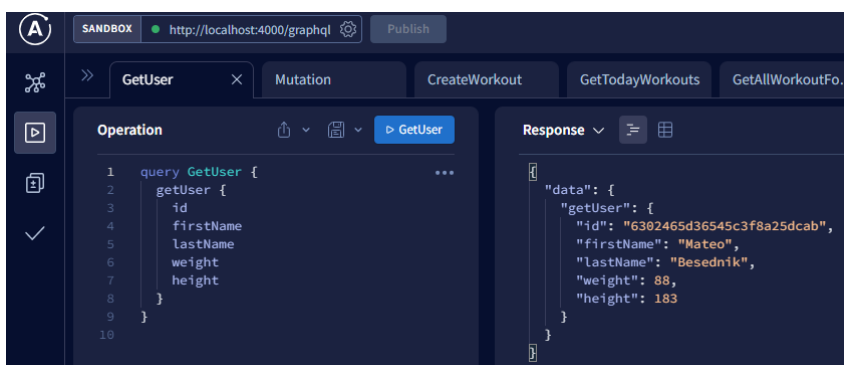 SANDBOX http://localhost:4000/graphql Publish
GetUser Mutation CreateWorkout GetTodayWorkouts GetAllWorkoutFo.
Operation GetUser
1 query GetUser {
2 getUser {
3 id
4 firstName
5 lastName
6 weight
7 height
8 }
9 }
10
Response
{
"data": {
"getUser": {
"id": "6302465d36545c3f8a25dcab",
"firstName": "Mateo",
"lastName": "Besednik",
"weight": 88,
"height": 183
}
}
}